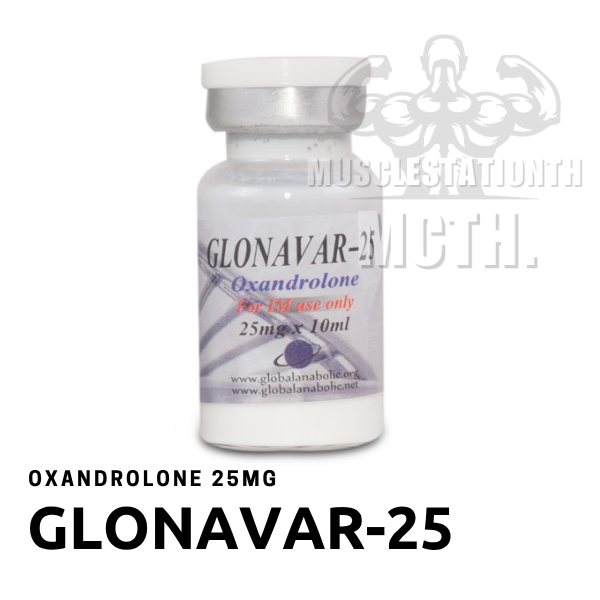 MUSCLESTATIONTH
MCTH.
GLONAVAR-25
Oxandrolone
For IM use only
25mg x 10ml
www.globalanabolic.org
www.globalanabolic.net
OXANDROLONE 25MG
GLONAVAR-25